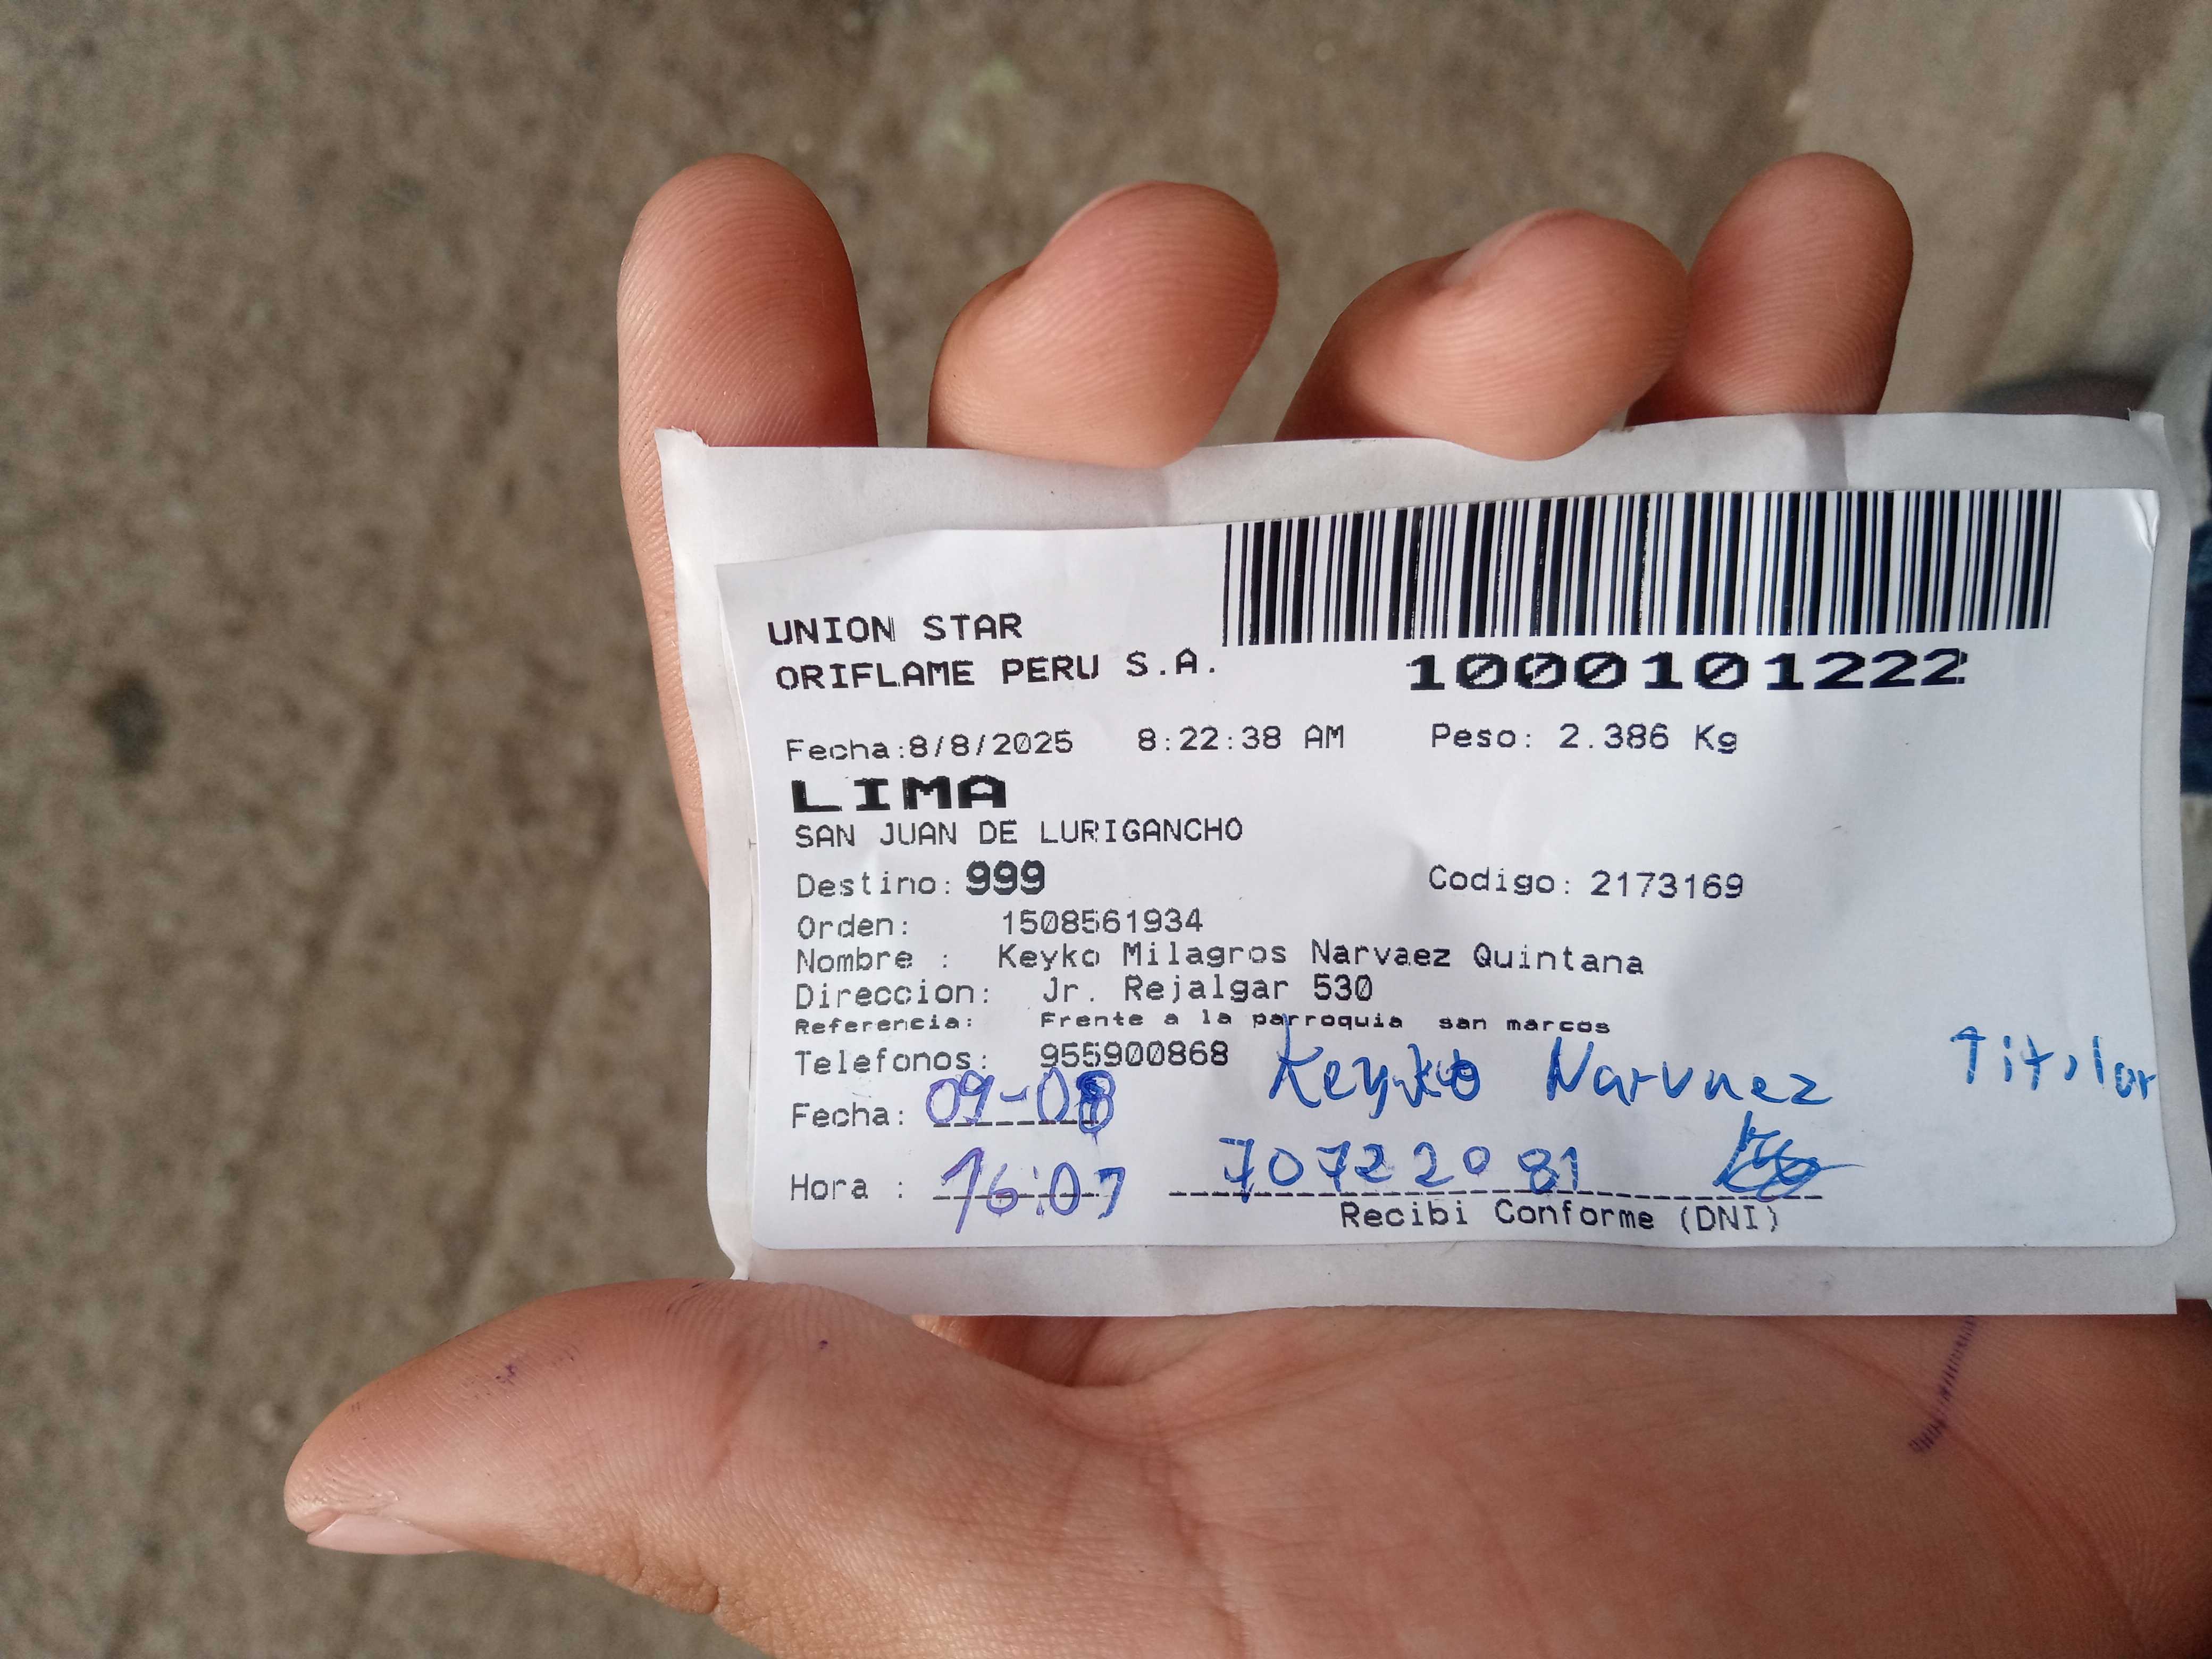 UNION STAR
ORIFLAME PERU S.A.
1000101222
Fecha:8/8/2025 8:22:38 AM Peso: 2.386 Kg
LIMA
SAN JUAN DE LURIGANCHO
Destino: 999 Codigo: 2173169
Orden: 1508561934
Nombre : Keyko Milagros Narvaez Quintana
Direccion: Jr. Rejalgar 530
Referencia: Frente a la parroquia san marcos
Telefonos: 955900868
Keyko Narvaez Titular
Fecha: 09-08
Hora : 16:07 70722081
Recibi Conforme (DNI)